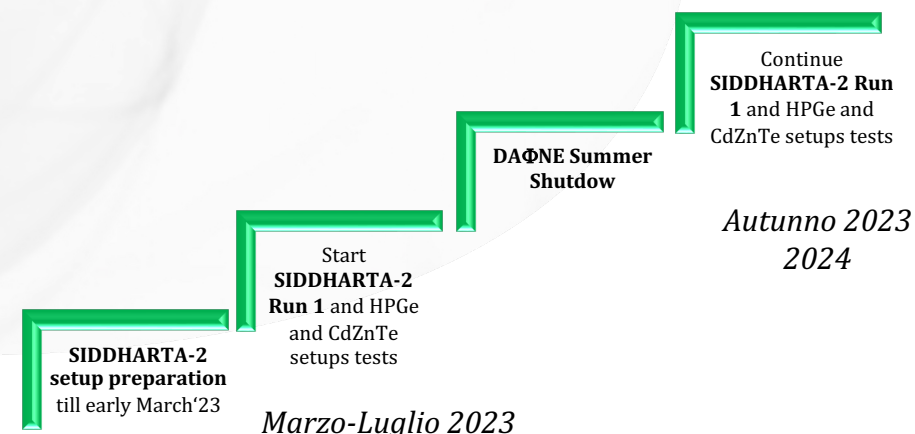 SIDDHARTA-2
setup preparation
till early March‘23
Start
SIDDHARTA-2
Run 1 and HPGe
and CdZnTe
setups tests
Marzo-Luglio 2023
DAΦNE Summer
Shutdow
Continue
SIDDHARTA-2 Run
1 and HPGe and
CdZnTe setups tests
Autunno 2023
2024